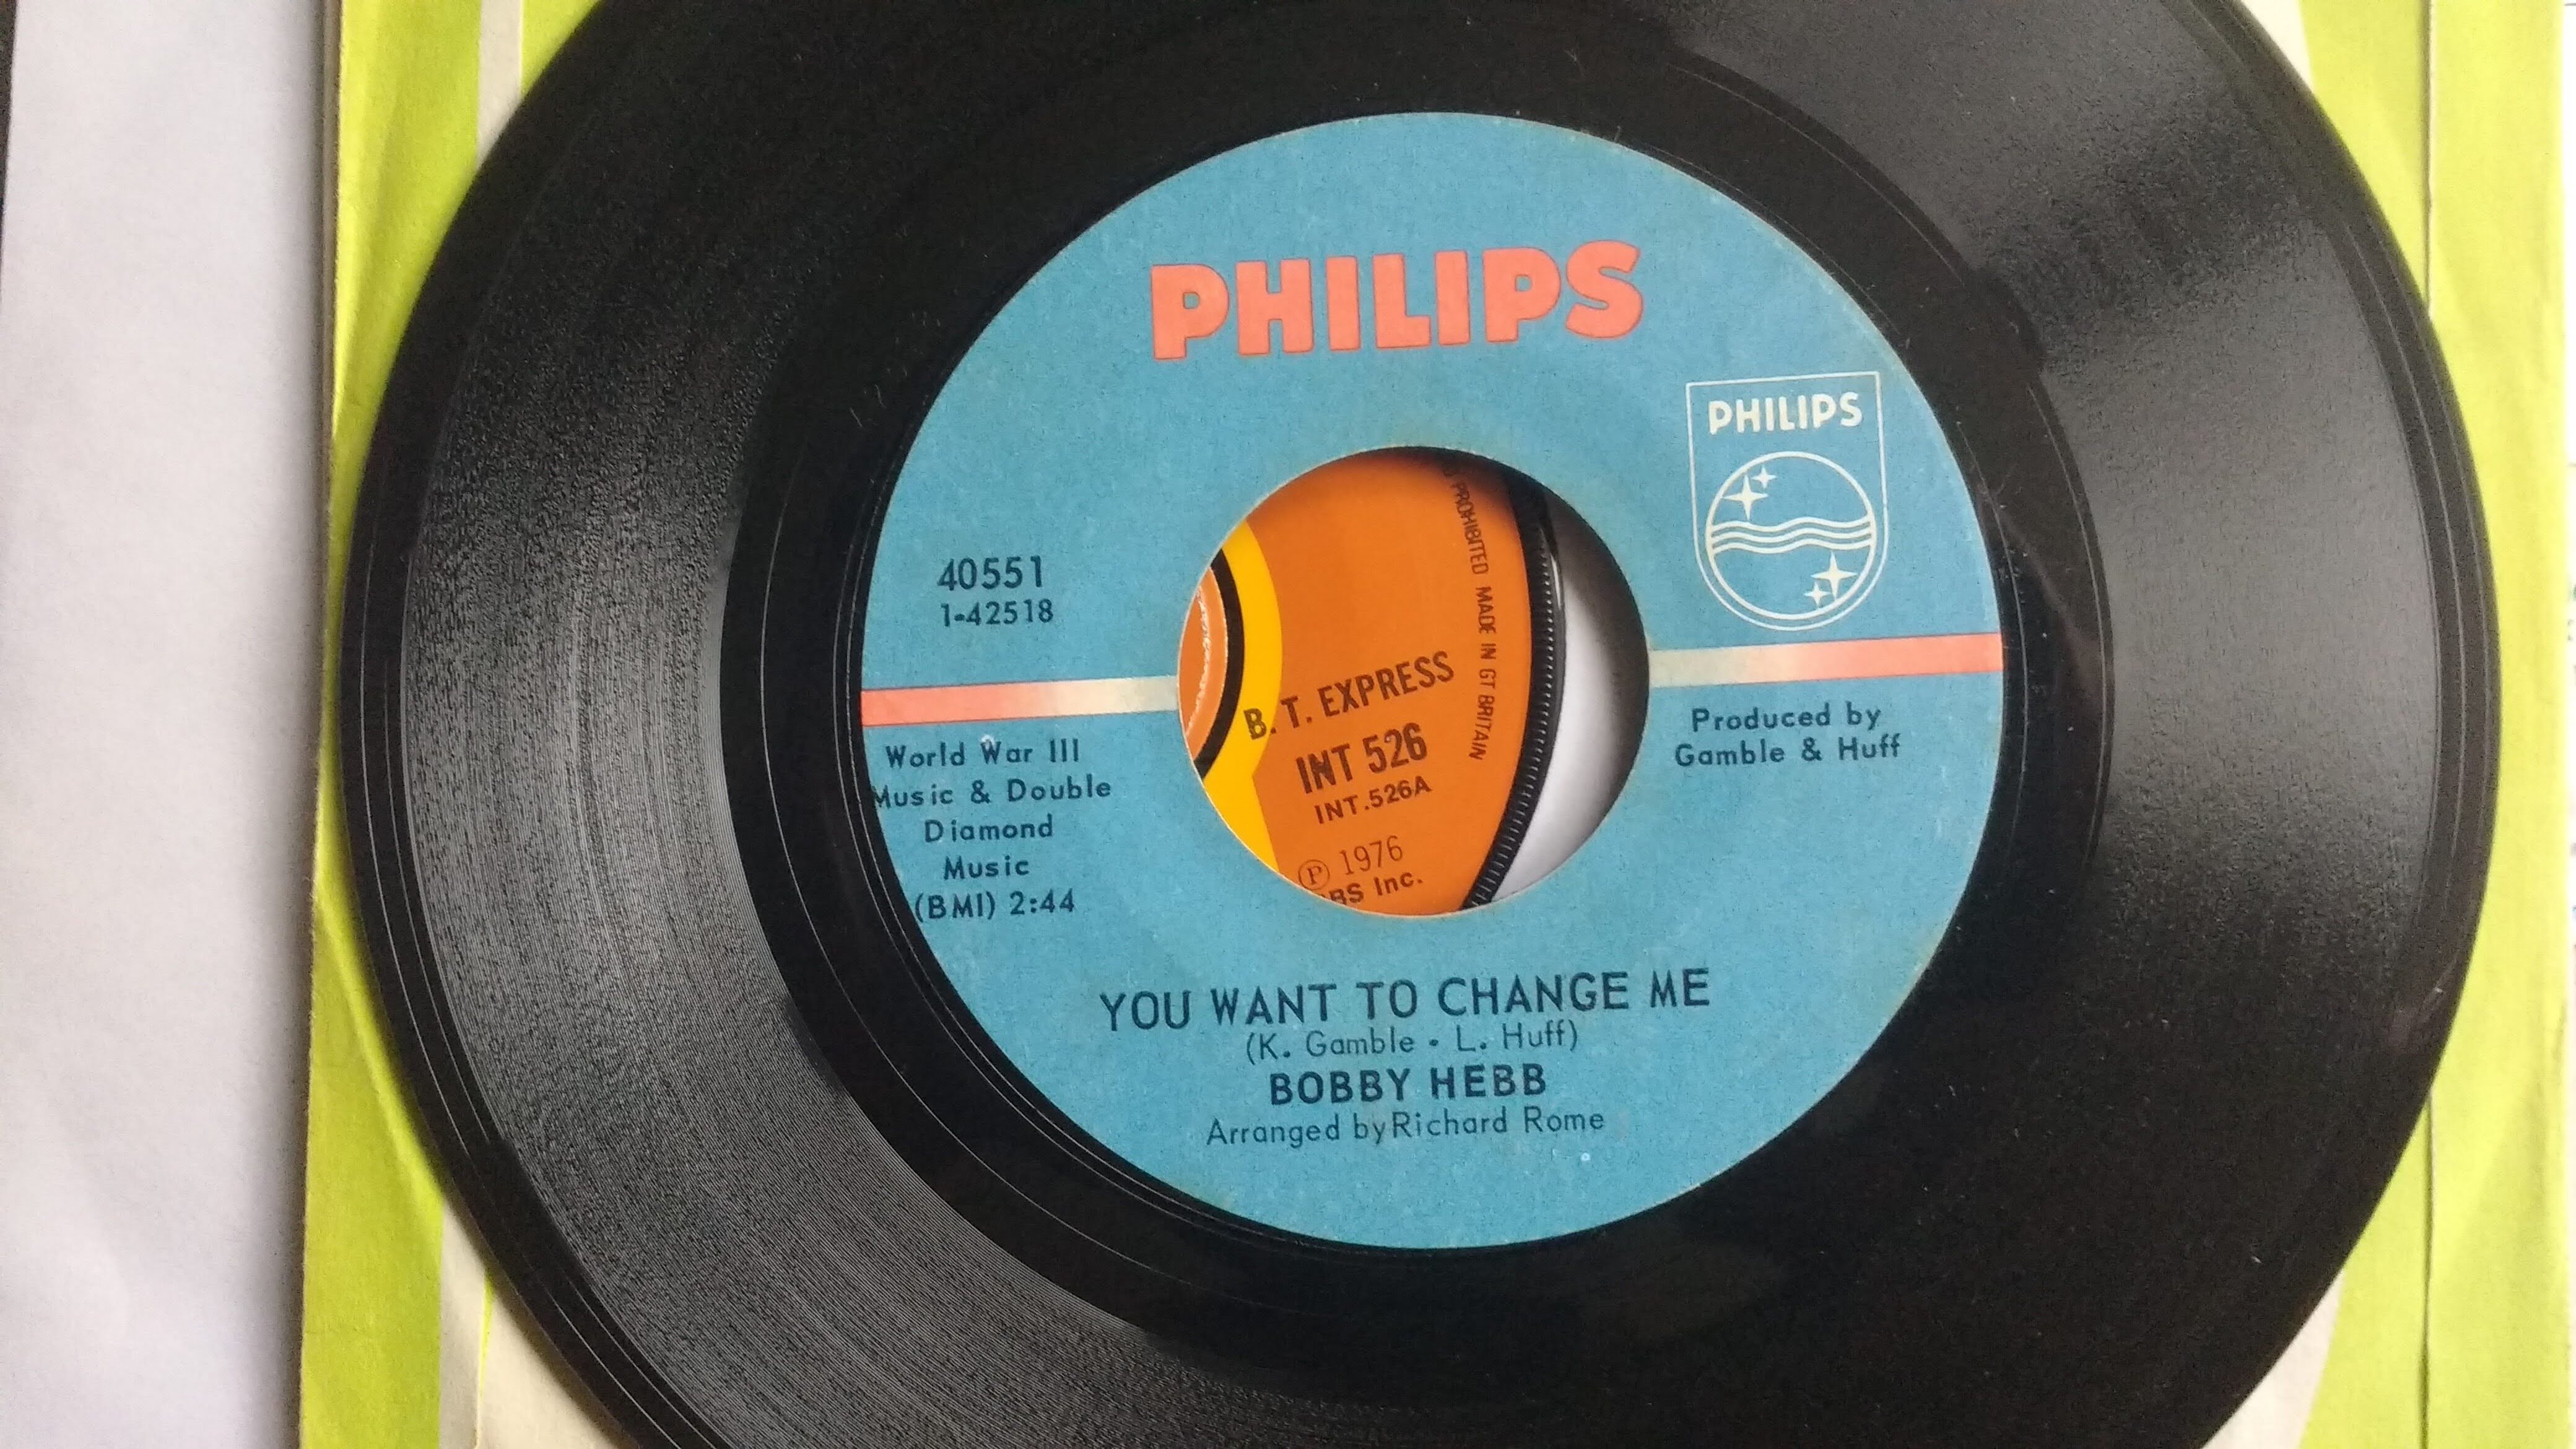 PHILIPS
PHILIPS
40551
1-42518
World War III
Music & Double
Diamond
Music
(BMI) 2:44
Produced by
Gamble & Huff
PROHIBITED MADE IN GT BRITAIN
B. T. EXPRESS
INT 526
INT.526A
Ⓟ 1976
Inc.
YOU WANT TO CHANGE ME
(K. Gamble • L. Huff)
BOBBY HEBB
Arranged by Richard Rome